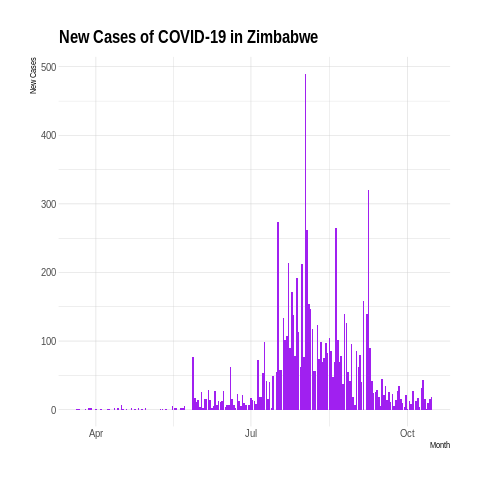 New Cases of COVID-19 in Zimbabwe
New Cases
500
400
300
200
100
0
Apr
Jul
Oct
Month